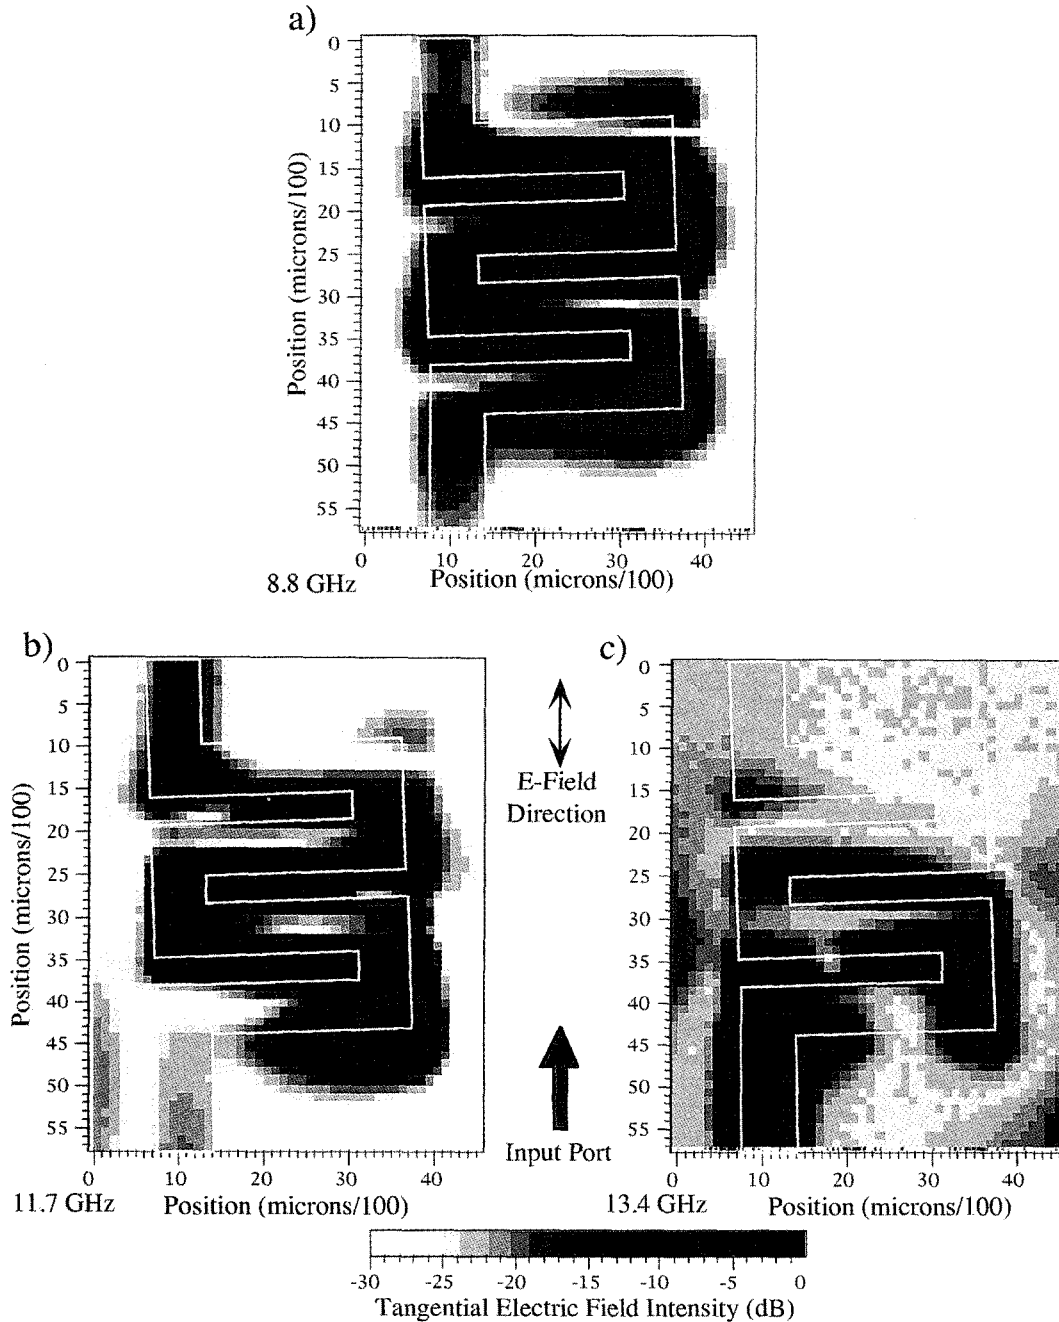 a)
0
5
10
15
20
25
30
35
40
45
50
55
Position (microns/100)
0 10 20 30 40
8.8 GHz
Position (microns/100)
b)
0
5
10
15
20
25
30
35
40
45
50
55
Position (microns/100)
0 10 20 30 40
11.7 GHz
Position (microns/100)
E-Field
Direction
Input Port
c)
0
5
10
15
20
25
30
35
40
45
50
55
0 10 20 30 40
13.4 GHz
Position (microns/100)
-30 -25 -20 -15 -10 -5 0
Tangential Electric Field Intensity (dB)